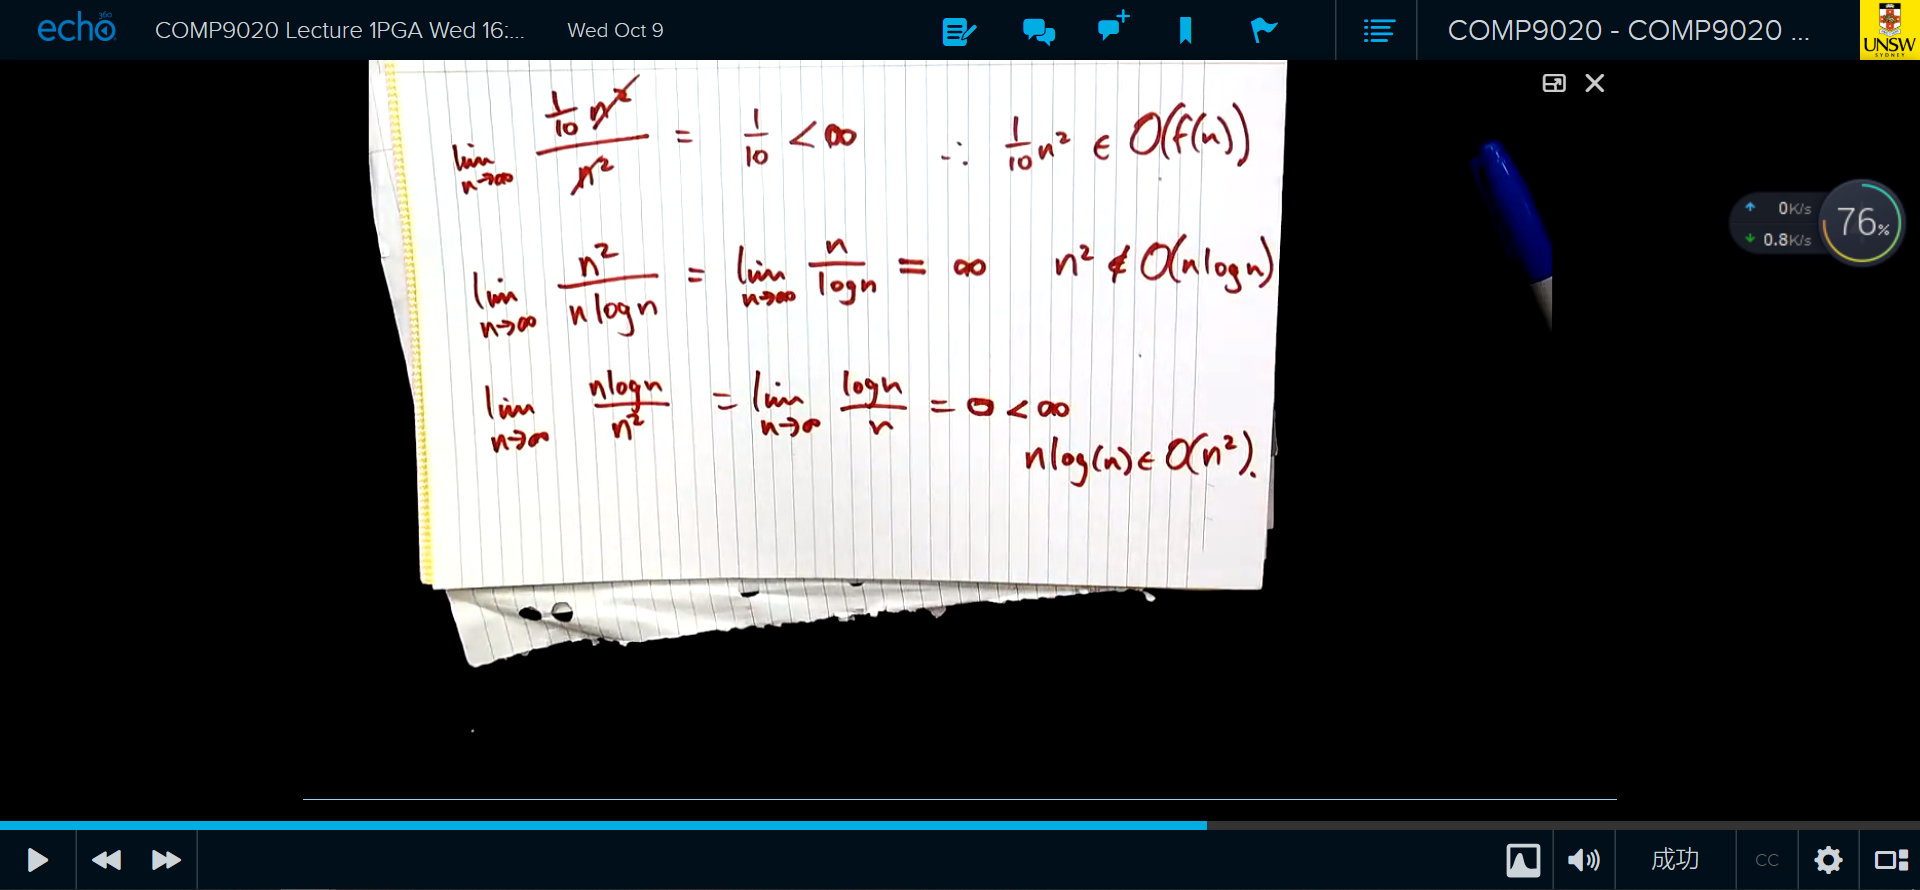 echo360 COMP9020 Lecture 1PGA Wed 16:... Wed Oct 9 COMP9020 - COMP9020 ...
UNSW
SYDNEY
lim n→∞ (1/10 n²)/n² = 1/10 < ∞ ∴ 1/10 n² ∈ O(f(n))
lim n→∞ n²/(n log n) = lim n→∞ n/log n = ∞ n² ∉ O(n log n)
lim n→∞ n log n/n² = lim n→∞ log n/n = 0 < ∞
n log(n) ∈ O(n²).
0K/s
0.8K/s
76%
成功 CC